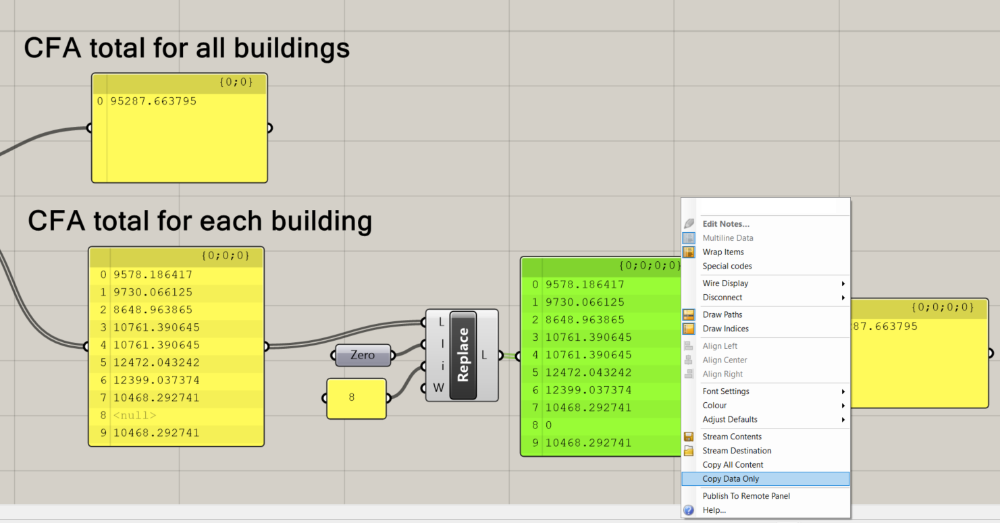 CFA total for all buildings
{0;0}
0 95287.663795
CFA total for each building
{0;0;0}
0 9578.186417
1 9730.066125
2 8648.963865
3 10761.390645
4 10761.390645
5 12472.043242
6 12399.037374
7 10468.292741
8 <null>
9 10468.292741
Zero
8
L
I
i
W
Replace
L
{0;0;0;0}
0 9578.186417
1 9730.066125
2 8648.963865
3 10761.390645
4 10761.390645
5 12472.043242
6 12399.037374
7 10468.292741
8 0
9 10468.292741
Edit Notes...
Multiline Data
Wrap Items
Special codes
Wire Display
Disconnect
Draw Paths
Draw Indices
Align Left
Align Center
Align Right
Font Settings
Colour
Adjust Defaults
Stream Contents
Stream Destination
Copy All Content
Copy Data Only
Publish To Remote Panel
Help...
{0;0;0;0}
87.663795